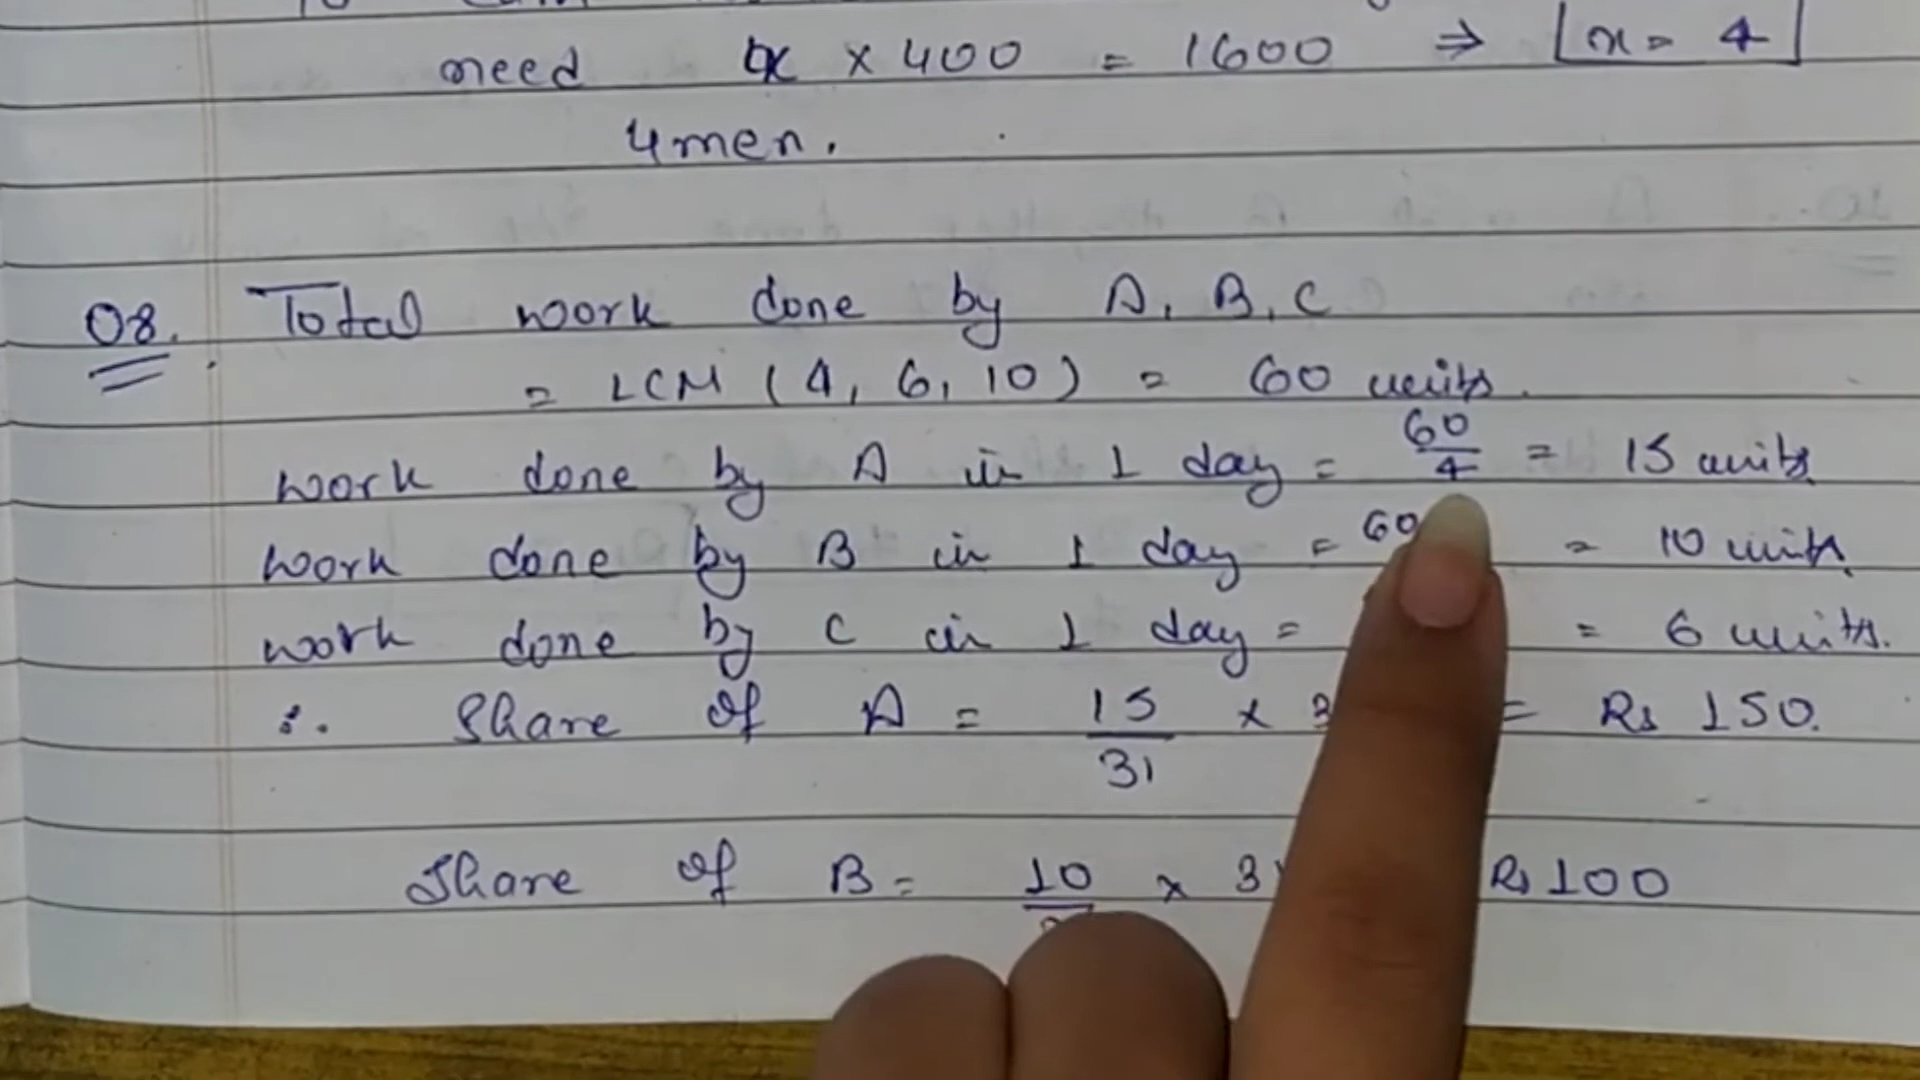 need x × 400 = 1600 ⇒ x = 4
4 men.
08. Total work done by A, B, C
= LCM (4, 6, 10) = 60 units.
work done by A in 1 day = 60/4 = 15 units
work done by B in 1 day = 60 = 10 units.
work done by C in 1 day = = 6 units.
∴ Share of A = 15/31 × 3 = Rs 150.
Share of B = 10 × 3 Rs 100